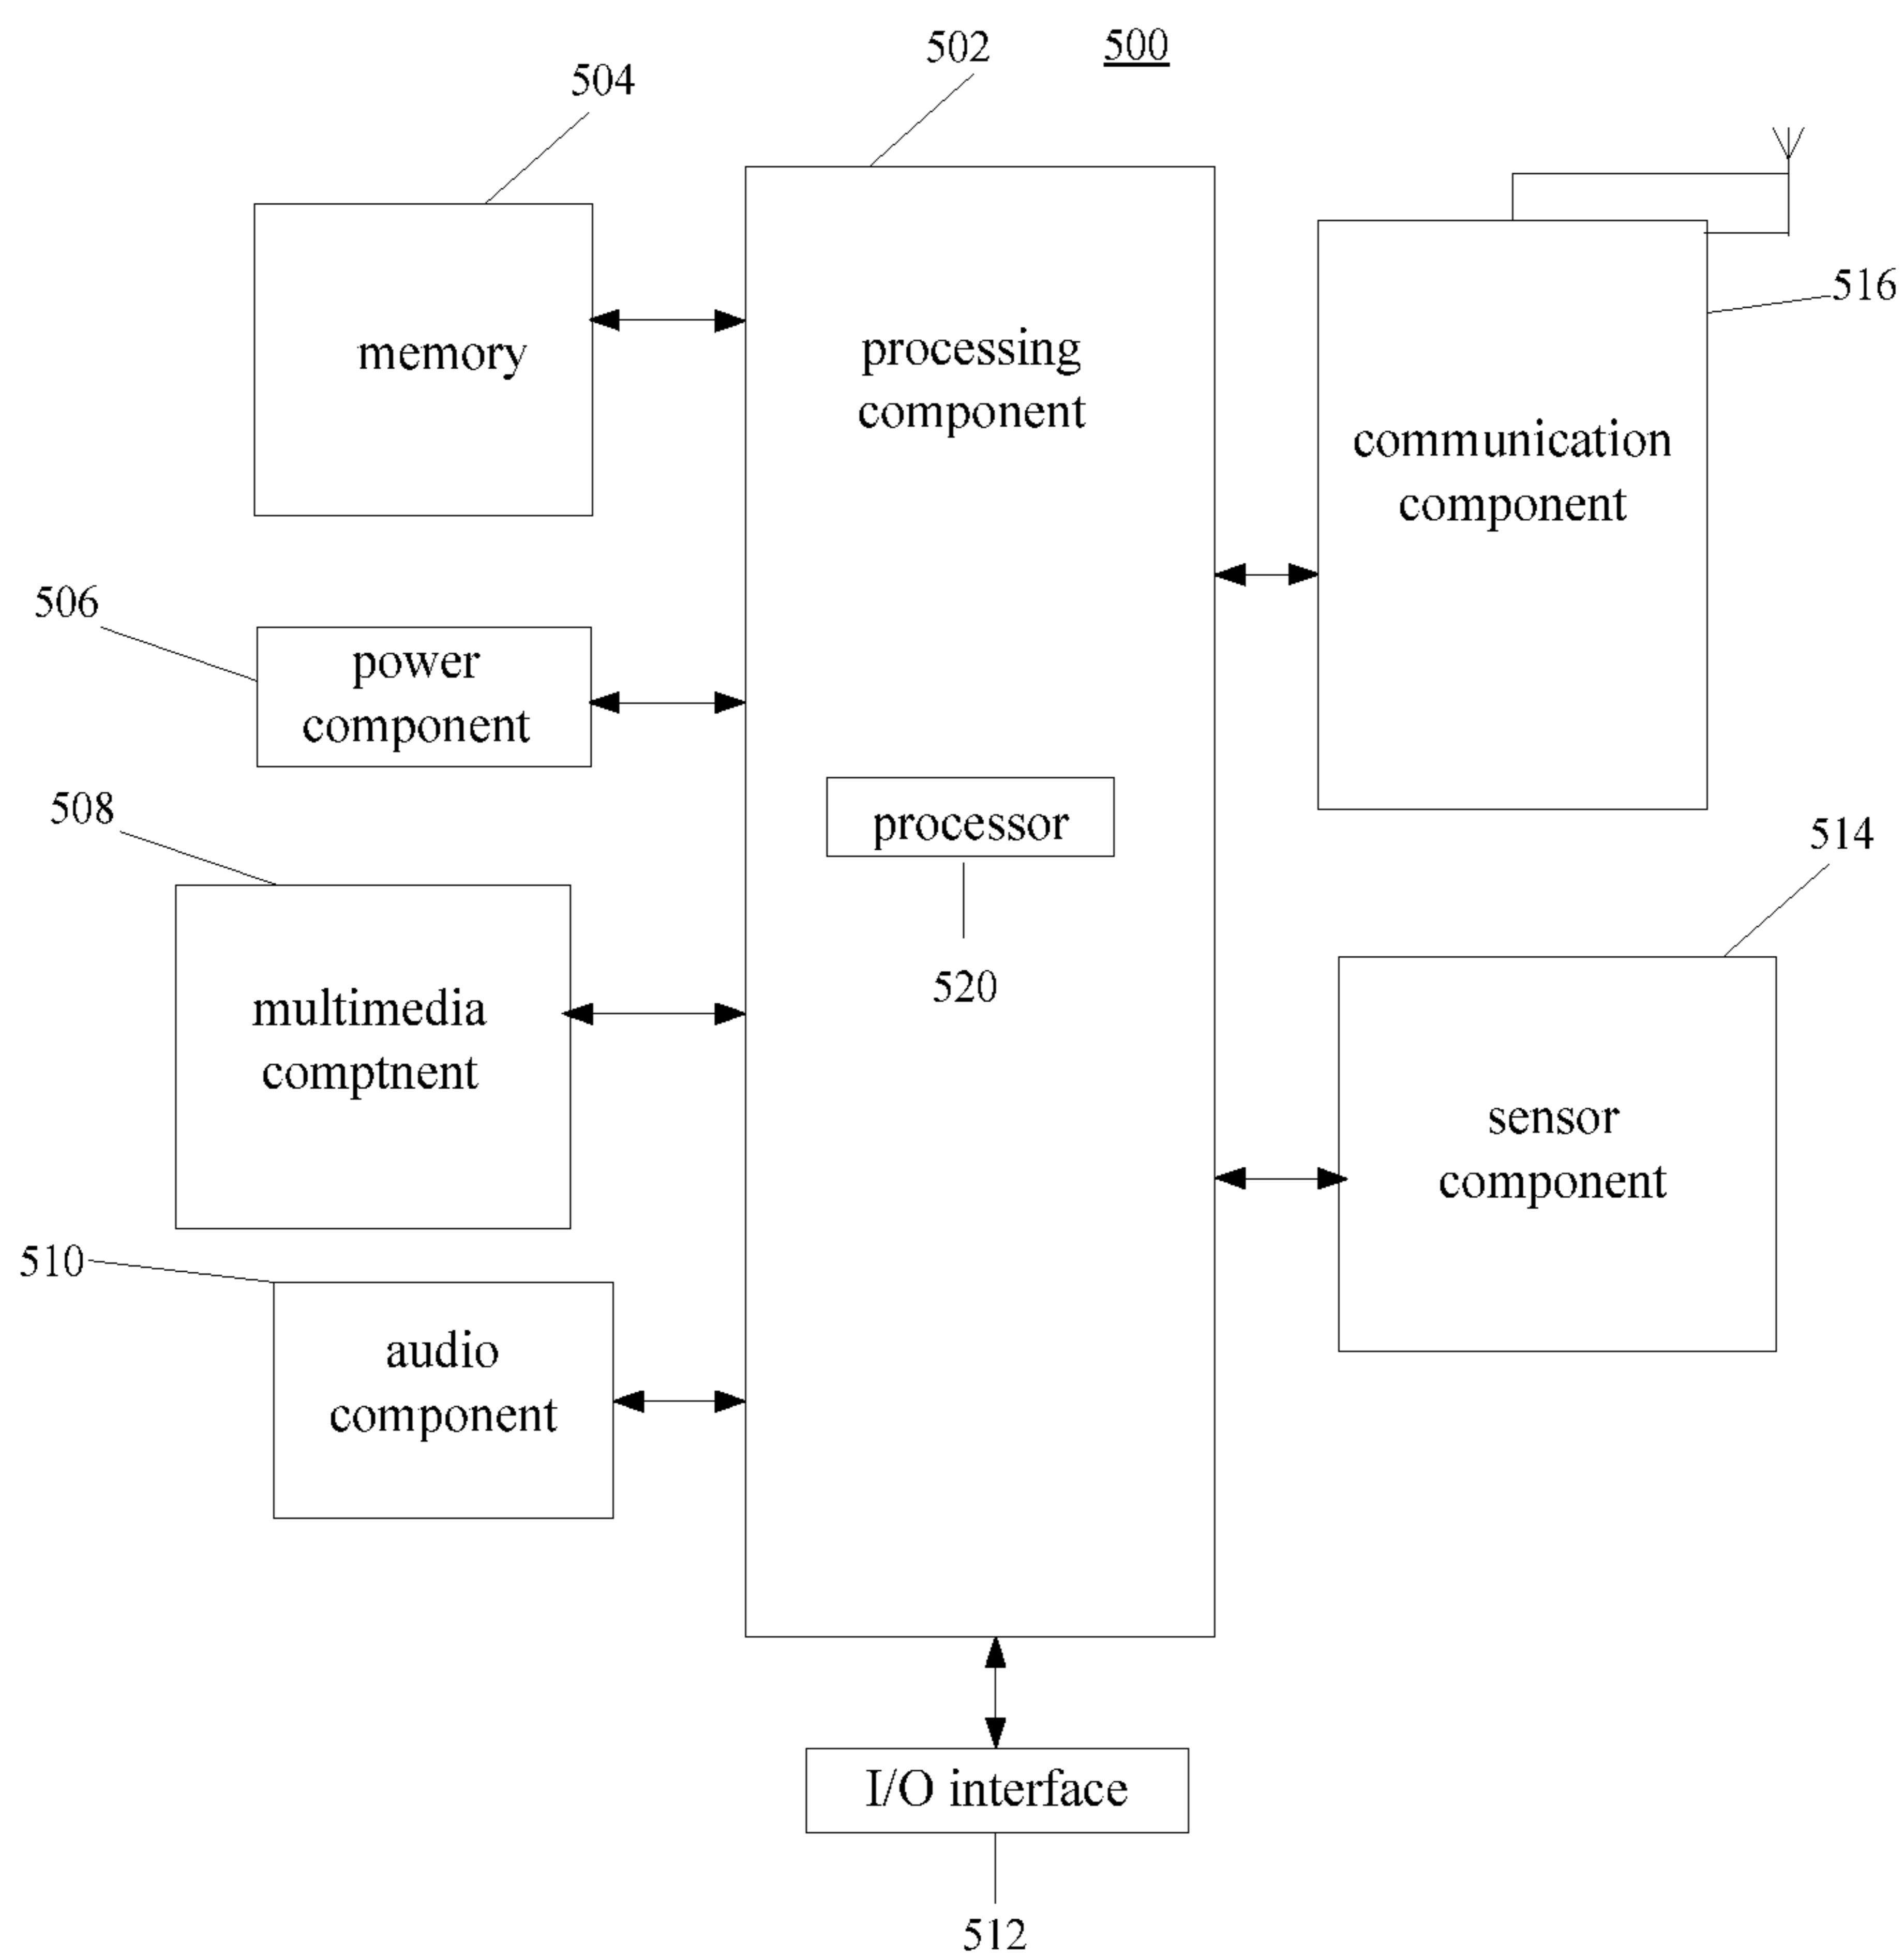 502
500
504
516
memory
processing
component
communication
component
506
power
component
508
processor
514
520
multimedia
comptnent
sensor
component
510
audio
component
I/O interface
512